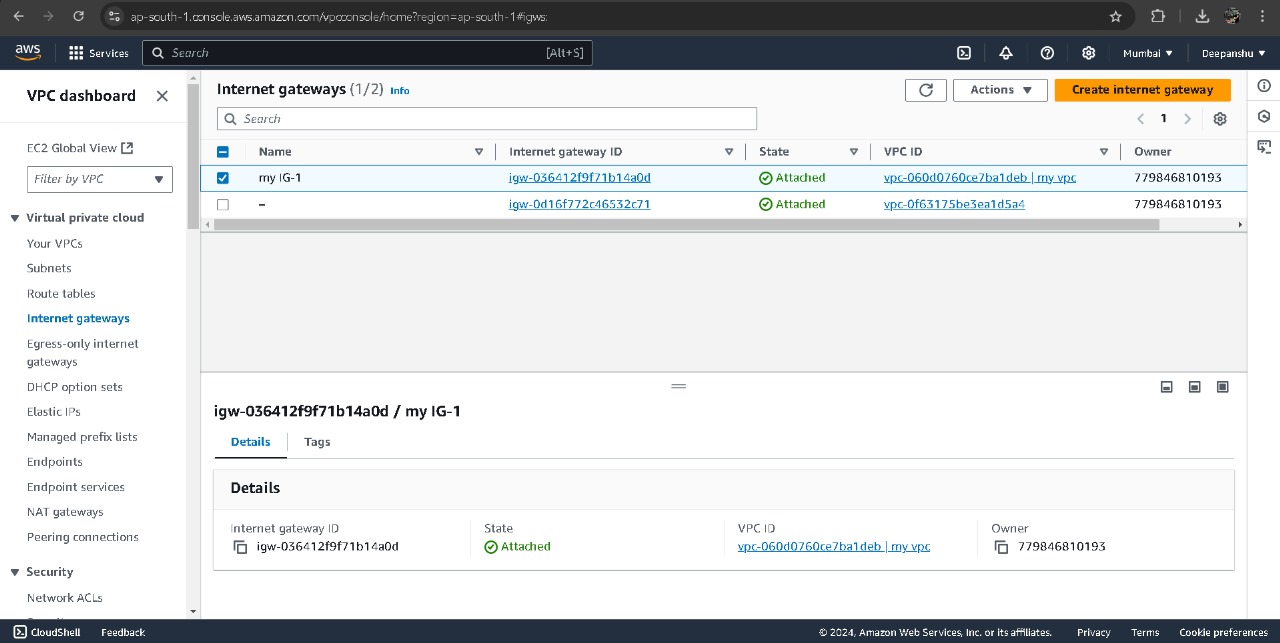 ap-south-1.console.aws.amazon.com/vpcconsole/home?region=ap-south-1#igws:
aws Services Search [Alt+S] Mumbai Deepanshu
VPC dashboard
EC2 Global View
Filter by VPC
Virtual private cloud
Your VPCs
Subnets
Route tables
Internet gateways
Egress-only internet
gateways
DHCP option sets
Elastic IPs
Managed prefix lists
Endpoints
Endpoint services
NAT gateways
Peering connections
Security
Network ACLs
Internet gateways (1/2) Info
Actions
Create internet gateway
Search
1
Name Internet gateway ID State VPC ID Owner
my IG-1 igw-036412f9f71b14a0d Attached vpc-060d0760ce7ba1deb | my vpc 779846810193
– igw-0d16f772c46532c71 Attached vpc-0f63175be3ea1d5a4 779846810193
igw-036412f9f71b14a0d / my IG-1
Details Tags
Details
Internet gateway ID State VPC ID Owner
igw-036412f9f71b14a0d Attached vpc-060d0760ce7ba1deb | my vpc 779846810193
CloudShell Feedback © 2024, Amazon Web Services, Inc. or its affiliates. Privacy Terms Cookie preferences